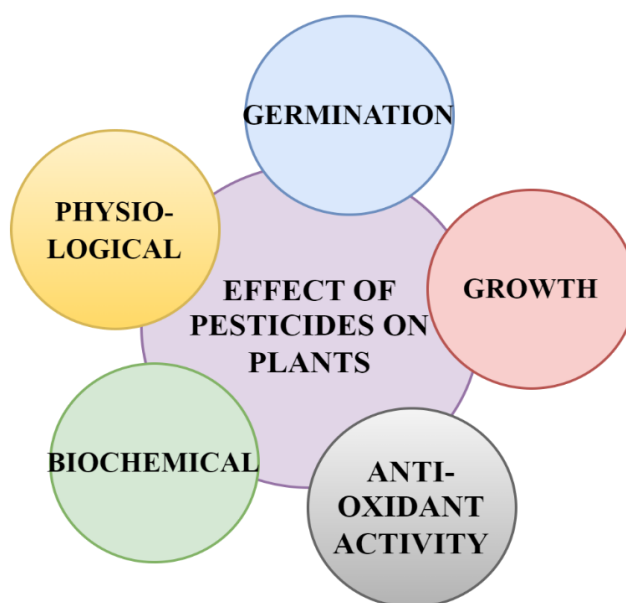 GERMINATION
PHYSIO-
LOGICAL
EFFECT OF
PESTICIDES ON
PLANTS
GROWTH
BIOCHEMICAL
ANTI-
OXIDANT
ACTIVITY